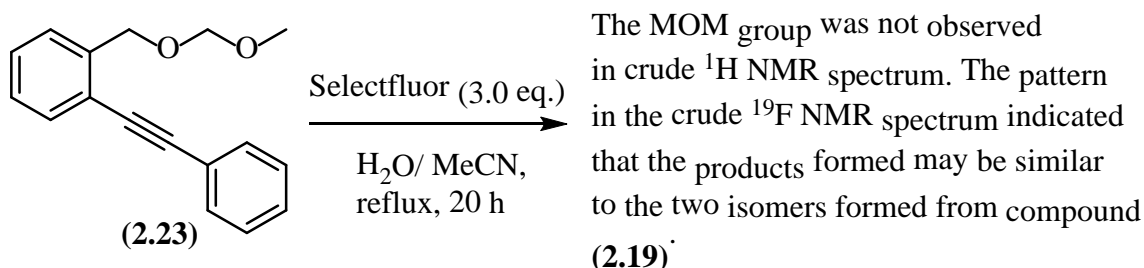 O
O
Selectfluor (3.0 eq.)
H₂O/ MeCN,
reflux, 20 h
(2.23)
The MOM group was not observed
in crude ¹H NMR spectrum. The pattern
in the crude ¹⁹F NMR spectrum indicated
that the products formed may be similar
to the two isomers formed from compound
(2.19).